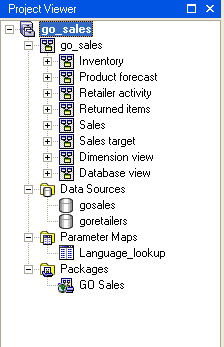 Project Viewer
go_sales
go_sales
Inventory
Product forecast
Retailer activity
Returned items
Sales
Sales target
Dimension view
Database view
Data Sources
gosales
goretailers
Parameter Maps
Language_lookup
Packages
GO Sales